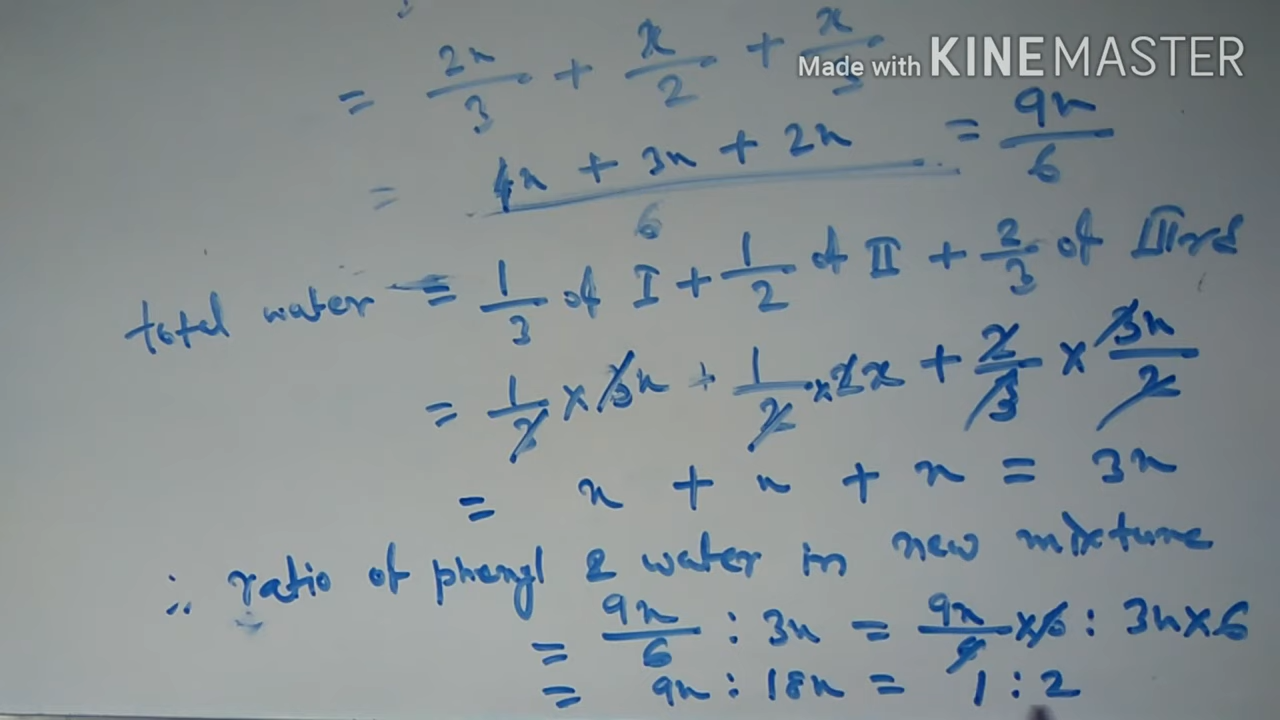 = 2x/3 + x/2 + x/3
Made with KINEMASTER
= 4x + 3x + 2x / 6 = 9x/6
total water = 1/3 of I + 1/2 of II + 2/3 of IIIrd
= 1/3 × 3x + 1/2 × 2x + 2/3 × 3x/2
= x + x + x = 3x
∴ ratio of phenyl & water in new mixture
= 9x/6 : 3x = 9x/6 × 6 : 3x × 6
= 9x : 18x = 1 : 2